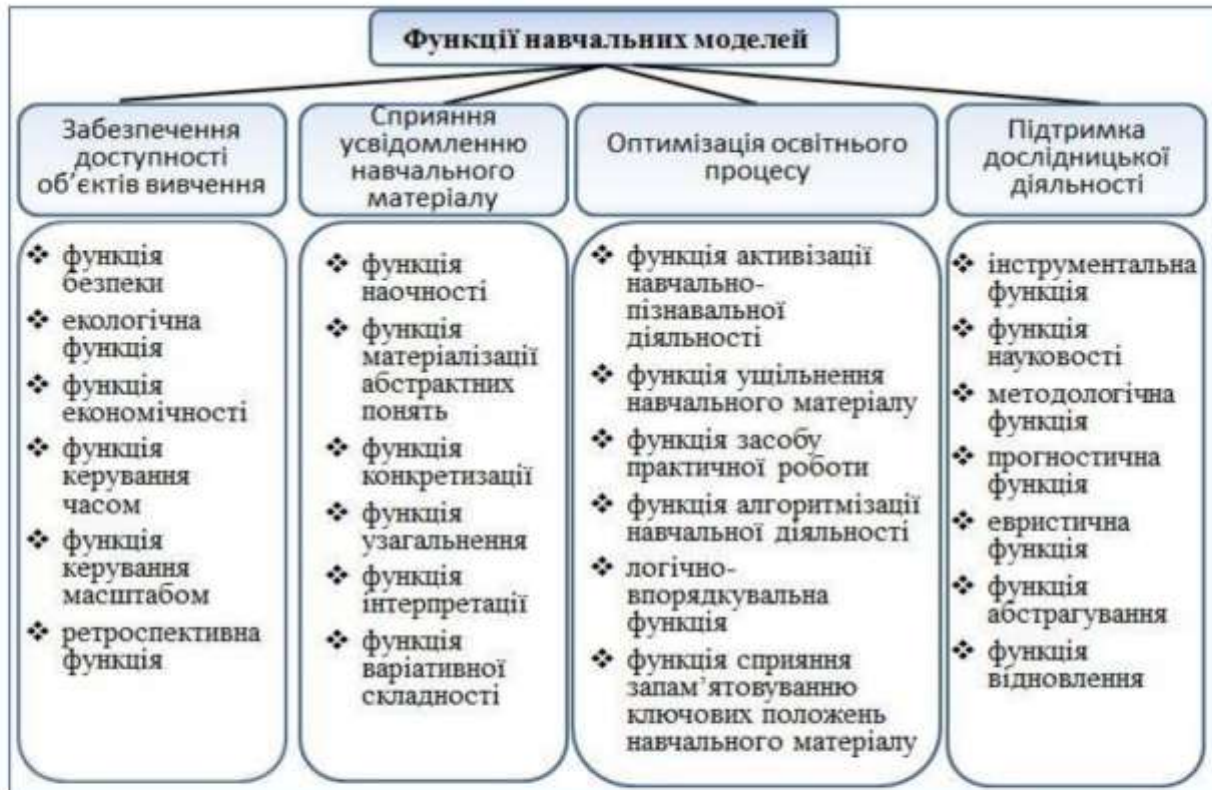 Функції навчальних моделей
Забезпечення
доступності
об’єктів вивчення
❖ функція
безпеки
❖ екологічна
функція
❖ функція
економічності
❖ функція
керування
часом
❖ функція
керування
масштабом
❖ ретроспективна
функція
Сприяння
усвідомленню
навчального
матеріалу
❖ функція
наочності
❖ функція
матеріалізації
абстрактних
понять
❖ функція
конкретизації
❖ функція
узагальнення
❖ функція
інтерпретації
❖ функція
варіативної
складності
Оптимізація освітнього
процесу
❖ функція активізації
навчально-
пізнавальної
діяльності
❖ функція ущільнення
навчального матеріалу
❖ функція засобу
практичної роботи
❖ функція алгоритмізації
навчальної діяльності
❖ логічно-
впорядкувальна
функція
❖ функція сприяння
запам’ятовуванню
ключових положень
навчального матеріалу
Підтримка
дослідницької
діяльності
❖ інструментальна
функція
❖ функція
науковості
❖ методологічна
функція
❖ прогностична
функція
❖ евристична
функція
❖ функція
абстрагування
❖ функція
відновлення